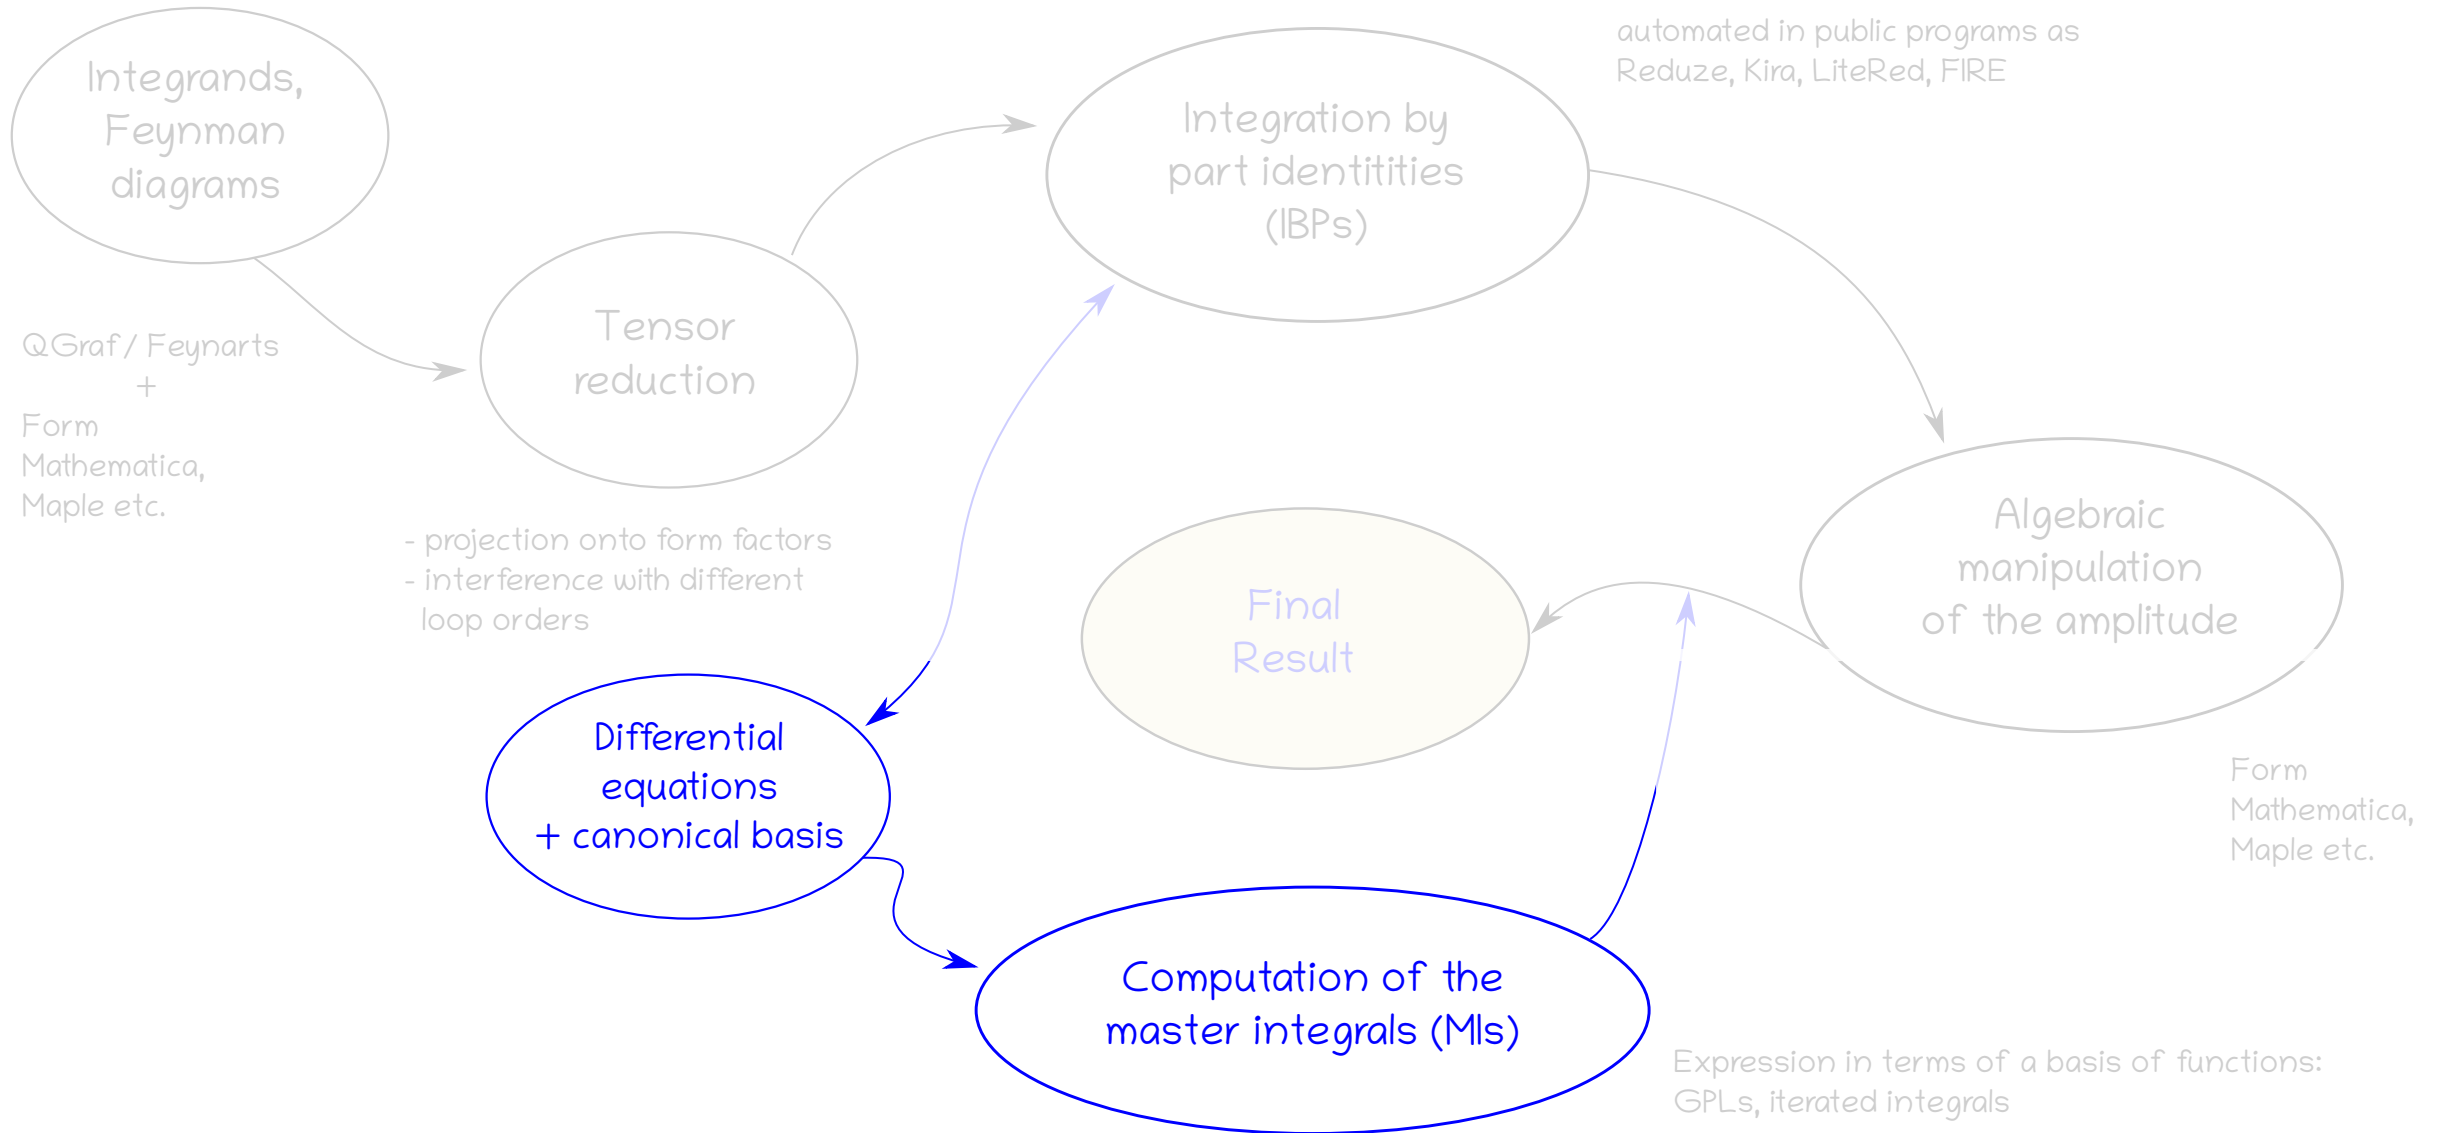 Integrands,
Feynman
diagrams
QGraf / Feynarts
+
Form
Mathematica,
Maple etc.
Tensor
reduction
- projection onto form factors
- interference with different
loop orders
Integration by
part identitities
(IBPs)
automated in public programs as
Reduze, Kira, LiteRed, FIRE
Algebraic
manipulation
of the amplitude
Form
Mathematica,
Maple etc.
Final
Result
Differential
equations
+ canonical basis
Computation of the
master integrals (MIs)
Expression in terms of a basis of functions:
GPLs, iterated integrals